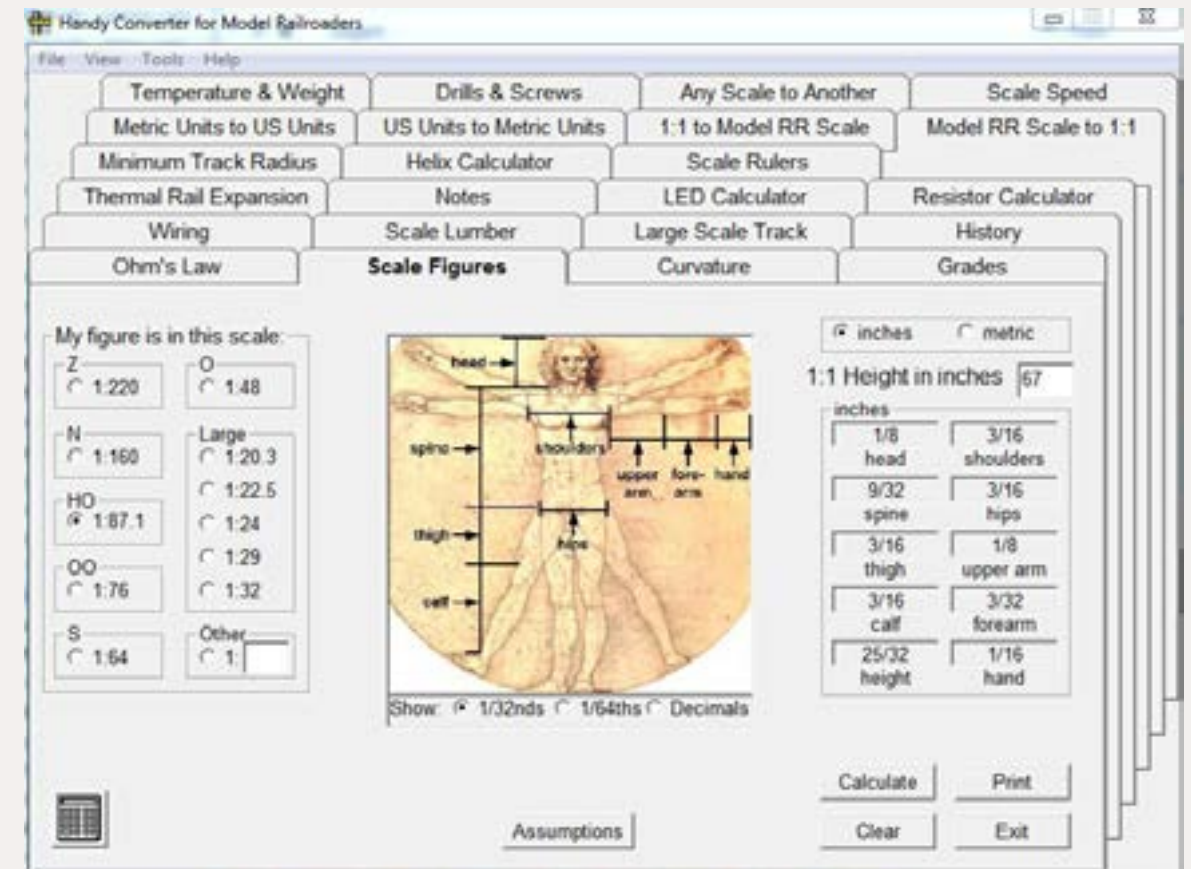 Handy Converter for Model Railroaders
File View Tools Help
Temperature & Weight Drills & Screws Any Scale to Another Scale Speed
Metric Units to US Units US Units to Metric Units 1:1 to Model RR Scale Model RR Scale to 1:1
Minimum Track Radius Helix Calculator Scale Rulers
Thermal Rail Expansion Notes LED Calculator Resistor Calculator
Wiring Scale Lumber Large Scale Track History
Ohm's Law Scale Figures Curvature Grades
My figure is in this scale:
Z
1:220
O
1:48
N
1:160
Large
1:20.3
1:22.5
1:24
1:29
1:32
HO
1:87.1
OO
1:76
S
1:64
Other
1:
head
spine
shoulders
upper arm
fore-arm
hand
thigh
hips
calf
Show: 1/32nds 1/64ths Decimals
inches metric
1:1 Height in inches 67
inches
1/8 3/16
head shoulders
9/32 3/16
spine hips
3/16 1/8
thigh upper arm
3/16 3/32
calf forearm
25/32 1/16
height hand
Calculate Print
Assumptions Clear Exit